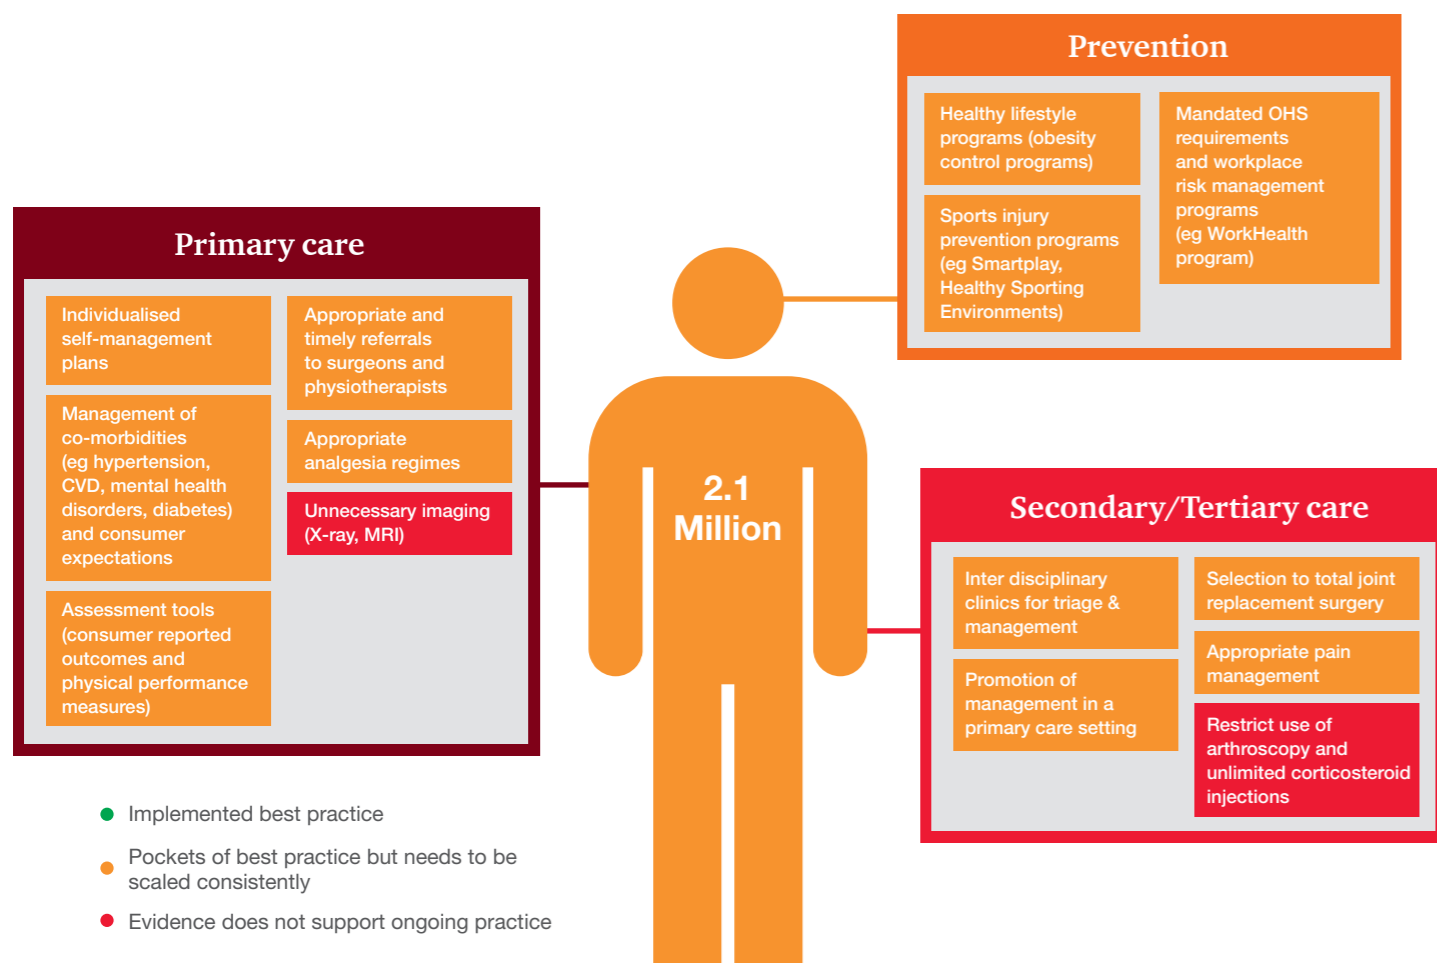 Prevention
Healthy lifestyle
programs (obesity
control programs)
Sports injury
prevention programs
(eg Smartplay,
Healthy Sporting
Environments)
Mandated OHS
requirements
and workplace
risk management
programs
(eg WorkHealth
program)
Primary care
Individualised
self-management
plans
Management of
co-morbidities
(eg hypertension,
CVD, mental health
disorders, diabetes)
and consumer
expectations
Assessment tools
(consumer reported
outcomes and
physical performance
measures)
Appropriate and
timely referrals
to surgeons and
physiotherapists
Appropriate
analgesia regimes
Unnecessary imaging
(X-ray, MRI)
2.1
Million
Secondary/Tertiary care
Inter disciplinary
clinics for triage &
management
Promotion of
management in a
primary care setting
Selection to total joint
replacement surgery
Appropriate pain
management
Restrict use of
arthroscopy and
unlimited corticosteroid
injections
Implemented best practice
Pockets of best practice but needs to be
scaled consistently
Evidence does not support ongoing practice